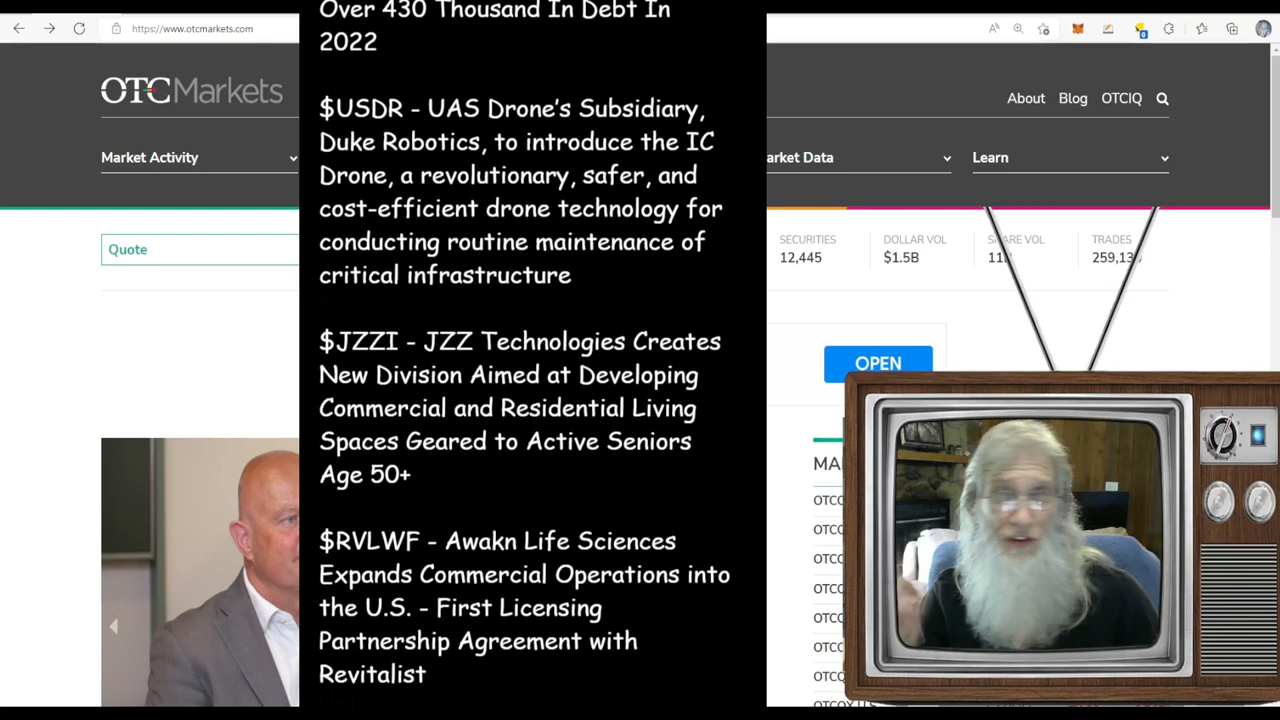 https://www.otcmarkets.com
0
OTCMarkets
About Blog OTCIQ
Market Activity
arket Data
Learn
Quote
SECURITIES
12,445
DOLLAR VOL
$1.5B
SHARE VOL
TRADES
OPEN
Over 430 Thousand In Debt In
2022
$USDR - UAS Drone's Subsidiary,
Duke Robotics, to introduce the IC
Drone, a revolutionary, safer, and
cost-efficient drone technology for
conducting routine maintenance of
critical infrastructure
$JZZI - JZZ Technologies Creates
New Division Aimed at Developing
Commercial and Residential Living
Spaces Geared to Active Seniors
Age 50+
$RVLWF - Awakn Life Sciences
Expands Commercial Operations into
the U.S. - First Licensing
Partnership Agreement with
Revitalist